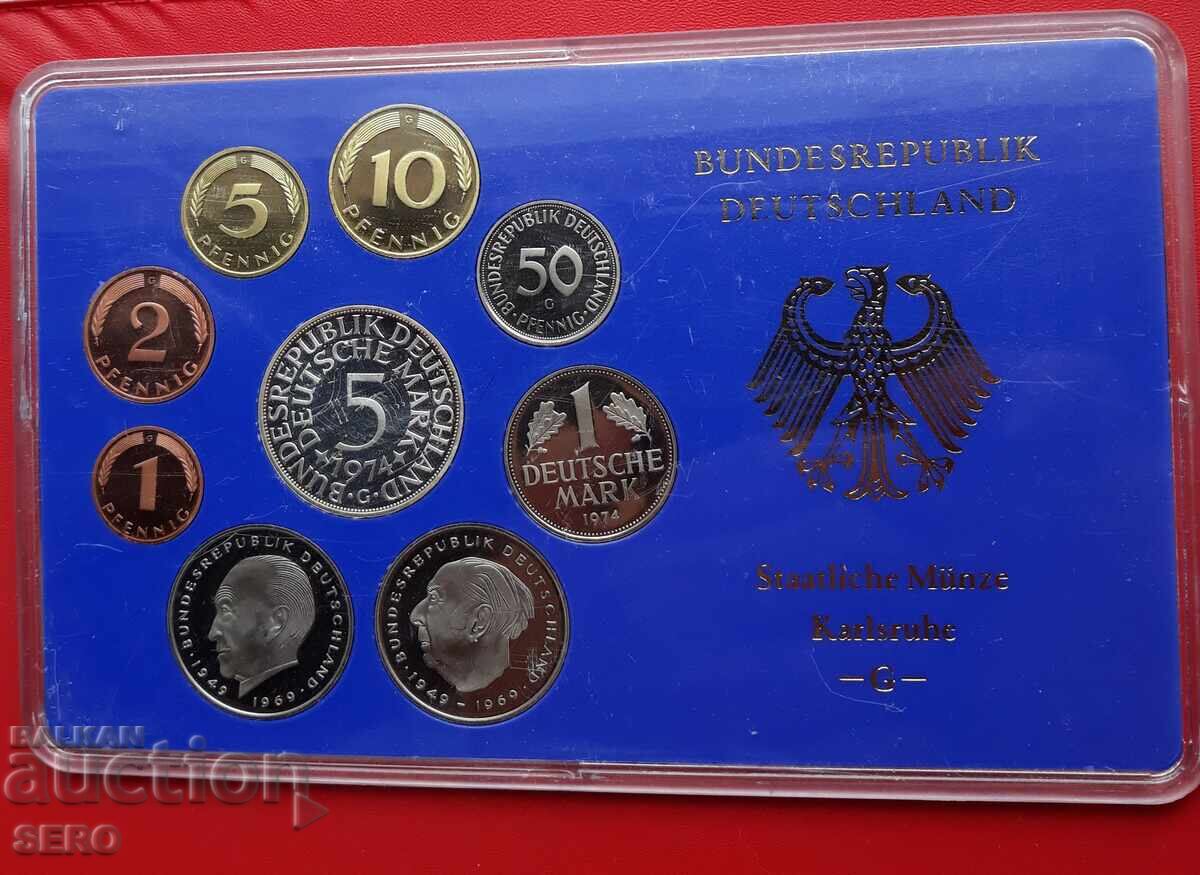 BUNDESREPUBLIK
DEUTSCHLAND
Staatliche Münze
Karlsruhe
-G-
G
5
PFENNIG
G
10
PFENNIG
BUNDESREPUBLIK DEUTSCHLAND
50
G
· PFENNIG ·
G
2
PFENNIG
BUNDESREPUBLIK DEUTSCHLAND
DEUTSCHE MARK
5
★ 1974 ★
· G ·
1
DEUTSCHE
MARK
1974
G
1
PFENNIG
· BUNDESREPUBLIK DEUTSCHLAND ·
1949 1969
· BUNDESREPUBLIK DEUTSCHLAND ·
1949 - 1969
BALKAN
auction
SERO